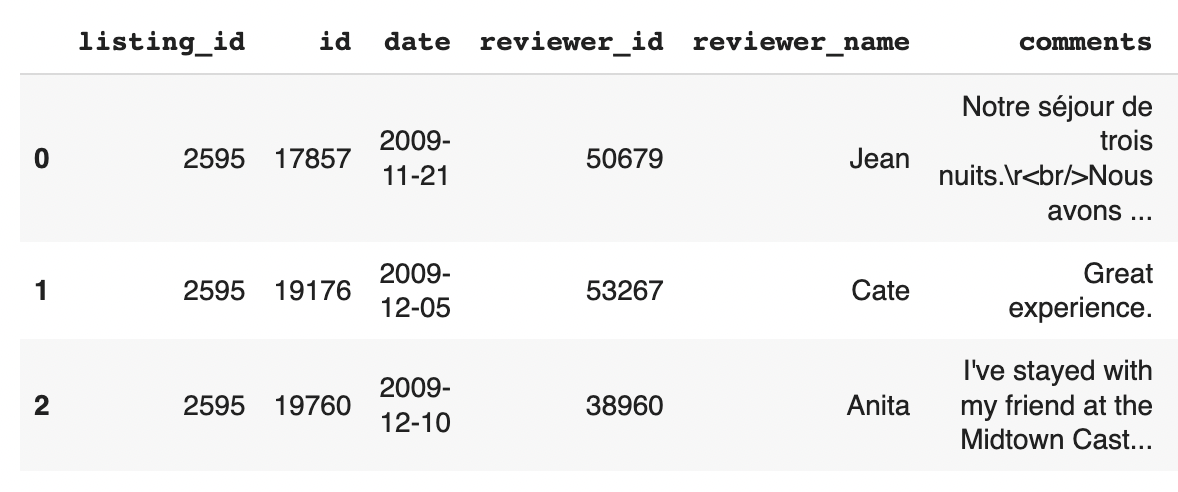 listing_id id date reviewer_id reviewer_name comments
0 2595 17857 2009-11-21 50679 Jean Notre séjour de trois nuits.\r<br/>Nous avons ...
1 2595 19176 2009-12-05 53267 Cate Great experience.
2 2595 19760 2009-12-10 38960 Anita I've stayed with my friend at the Midtown Cast...